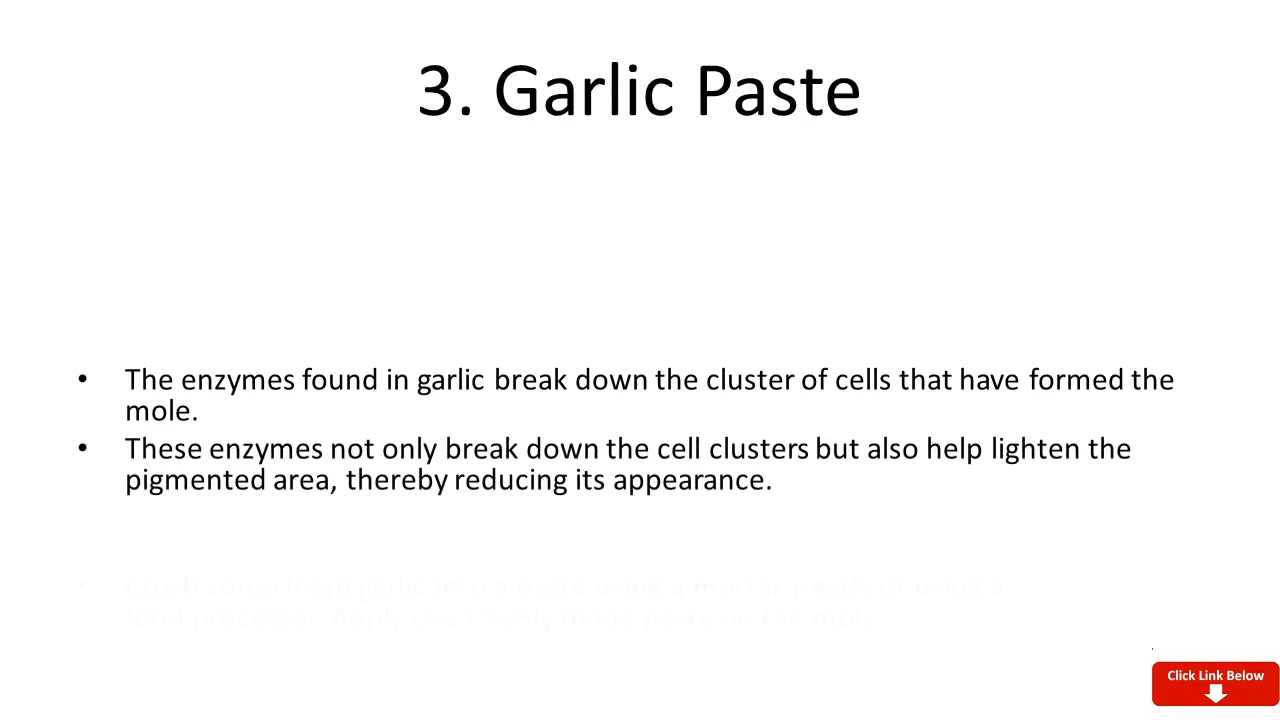 3. Garlic Paste
• The enzymes found in garlic break down the cluster of cells that have formed the
mole.
• These enzymes not only break down the cell clusters but also help lighten the
pigmented area, thereby reducing its appearance.
• Crush some fresh garlic into a paste using a mortar pestle or using a
food processor. Apply this freshly made paste on the mole.
Click Link Below